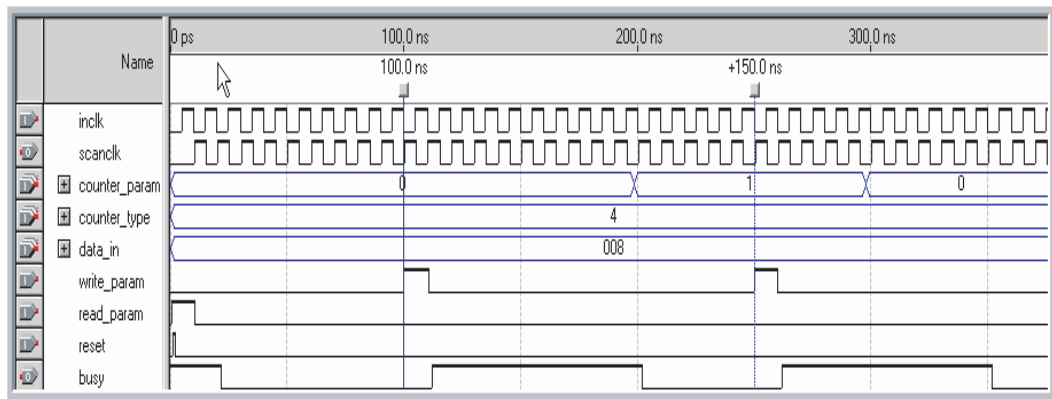 0 ps 100.0 ns 200.0 ns 300.0 ns
Name 100.0 ns +150.0 ns
inclk
scanclk
counter_param 0 1 0
counter_type 4
data_in 008
write_param
read_param
reset
busy